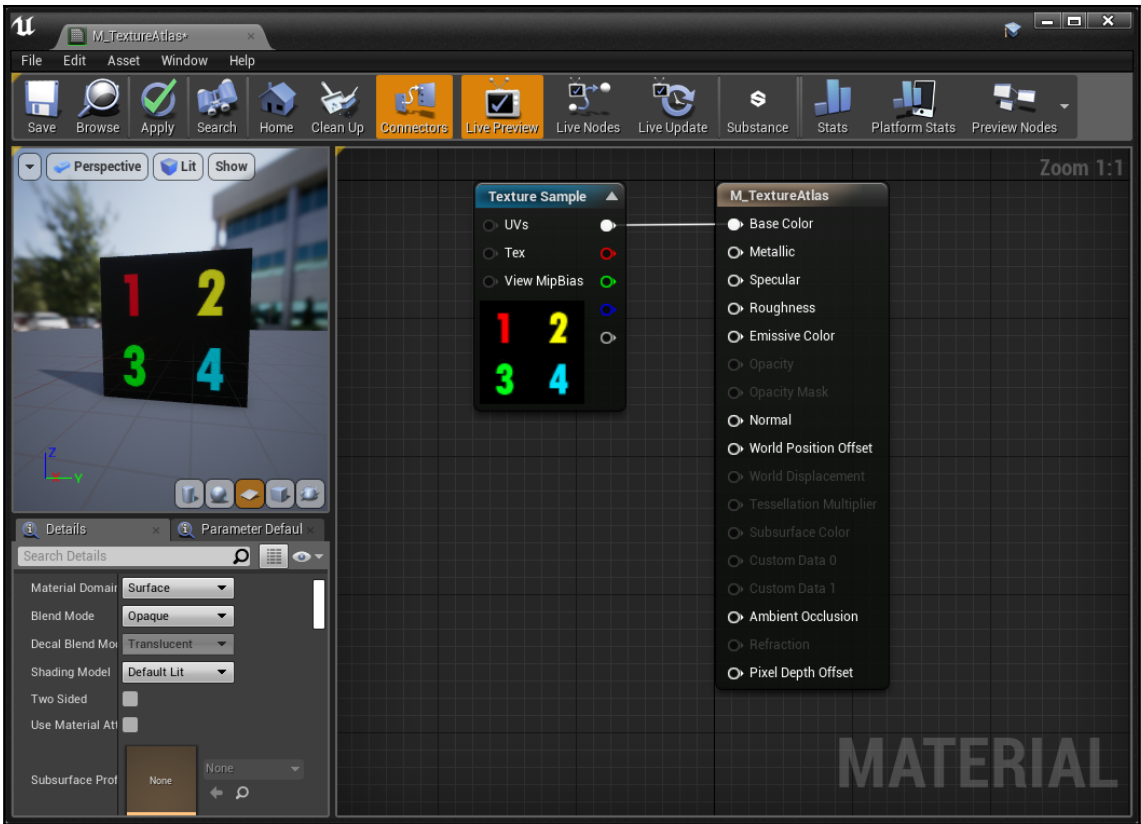 M_TextureAtlas*
File Edit Asset Window Help
Save Browse Apply Search Home Clean Up Connectors Live Preview Live Nodes Live Update Substance Stats Platform Stats Preview Nodes
Perspective Lit Show
1 2
3 4
Z
X Y
Zoom 1:1
Texture Sample
UVs
Tex
View MipBias
1 2
3 4
M_TextureAtlas
Base Color
Metallic
Specular
Roughness
Emissive Color
Opacity
Opacity Mask
Normal
World Position Offset
World Displacement
Tessellation Multiplier
Subsurface Color
Custom Data 0
Custom Data 1
Ambient Occlusion
Refraction
Pixel Depth Offset
MATERIAL
Details Parameter Defaul
Search Details
Material Domain Surface
Blend Mode Opaque
Decal Blend Mo Translucent
Shading Model Default Lit
Two Sided
Use Material Att
Subsurface Prof None None